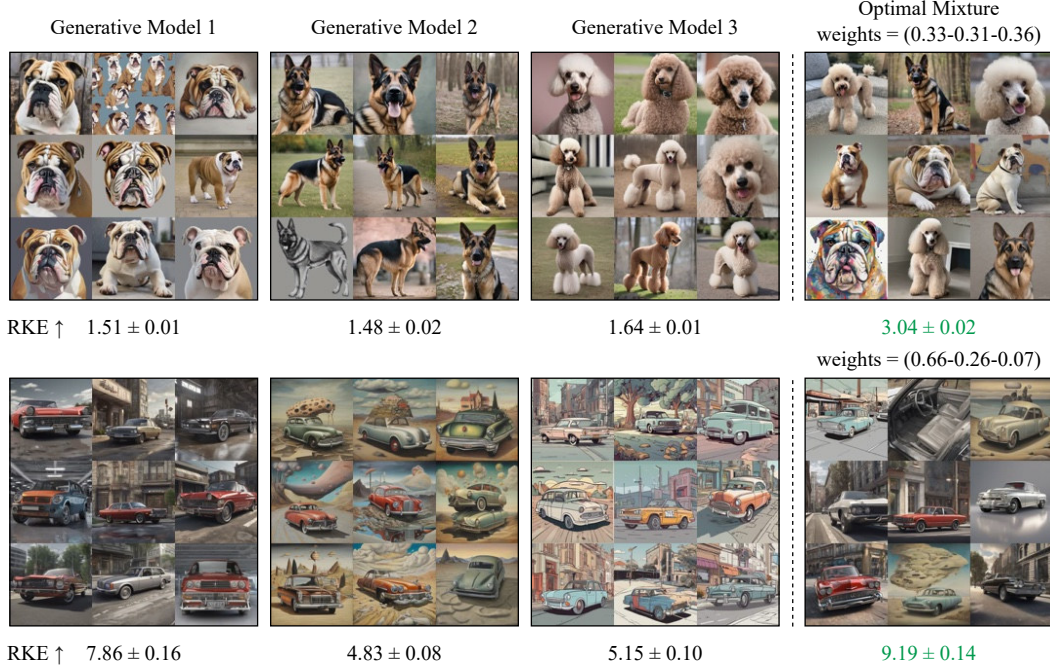 Generative Model 1
Generative Model 2
Generative Model 3
Optimal Mixture
weights = (0.33-0.31-0.36)
RKE ↑ 1.51 ± 0.01
1.48 ± 0.02
1.64 ± 0.01
3.04 ± 0.02
weights = (0.66-0.26-0.07)
RKE ↑ 7.86 ± 0.16
4.83 ± 0.08
5.15 ± 0.10
9.19 ± 0.14